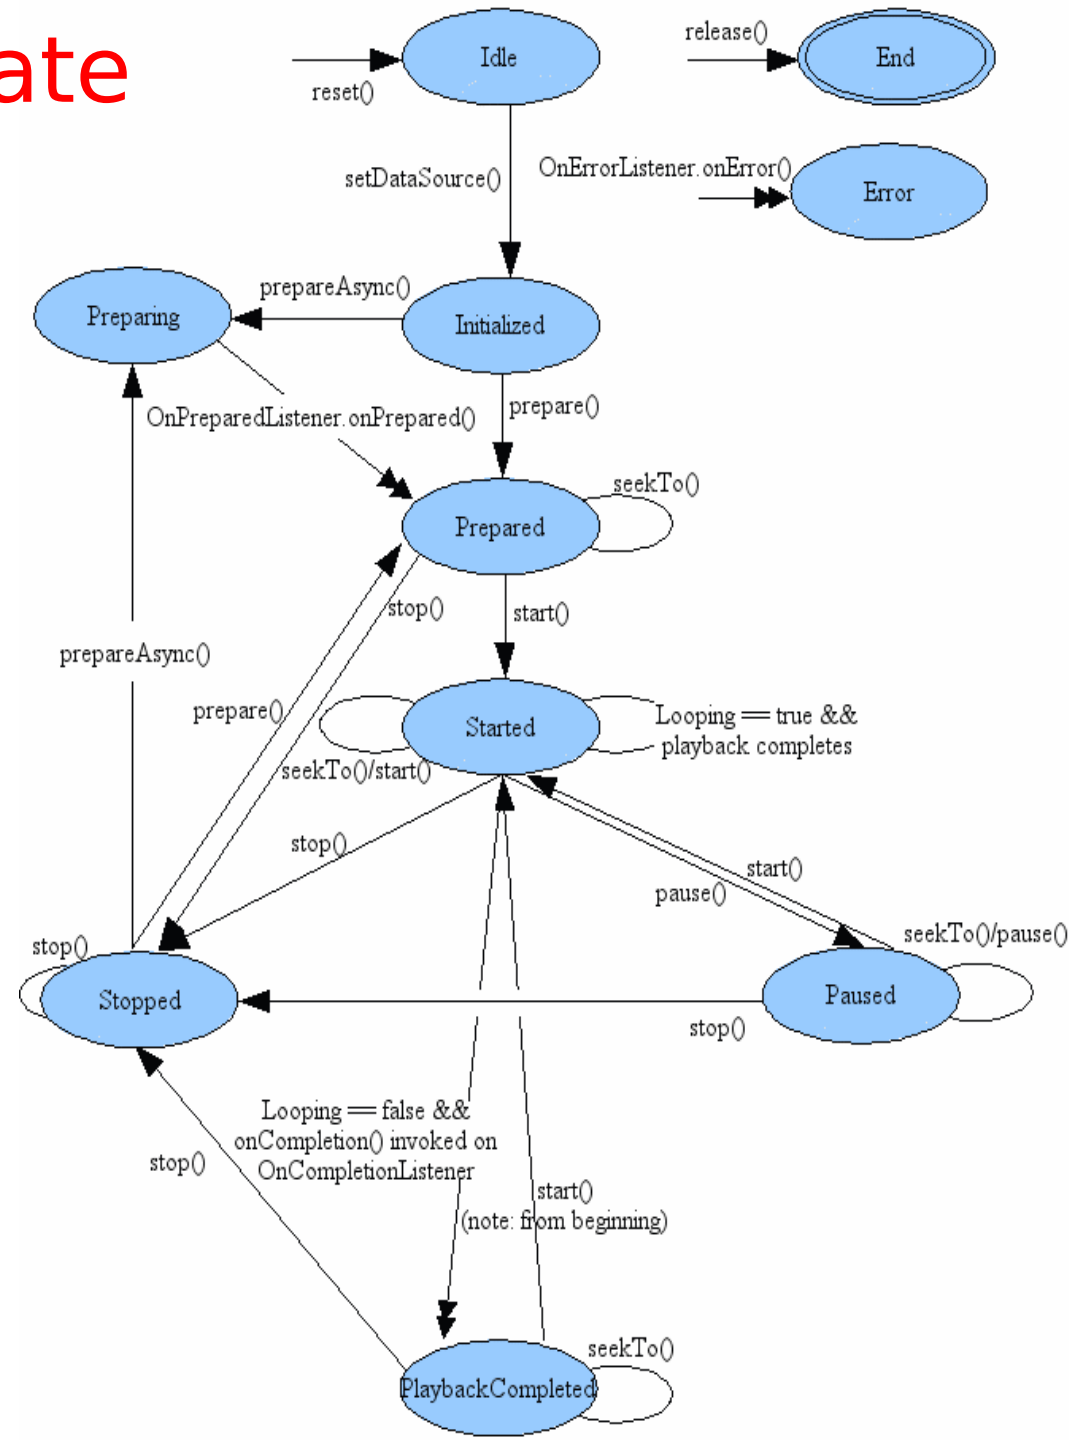 ate
Idle
release()
End
reset()
setDataSource()
OnErrorListener.onError()
Error
prepareAsync()
Preparing
Initialized
prepare()
OnPreparedListener.onPrepared()
seekTo()
Prepared
stop()
start()
prepareAsync()
prepare()
Started
Looping == true &&
playback completes
seekTo()/start()
stop()
start()
pause()
stop()
seekTo()/pause()
Stopped
Paused
stop()
Looping == false &&
onCompletion() invoked on
OnCompletionListener
stop()
start()
(note: from beginning)
seekTo()
PlaybackCompleted